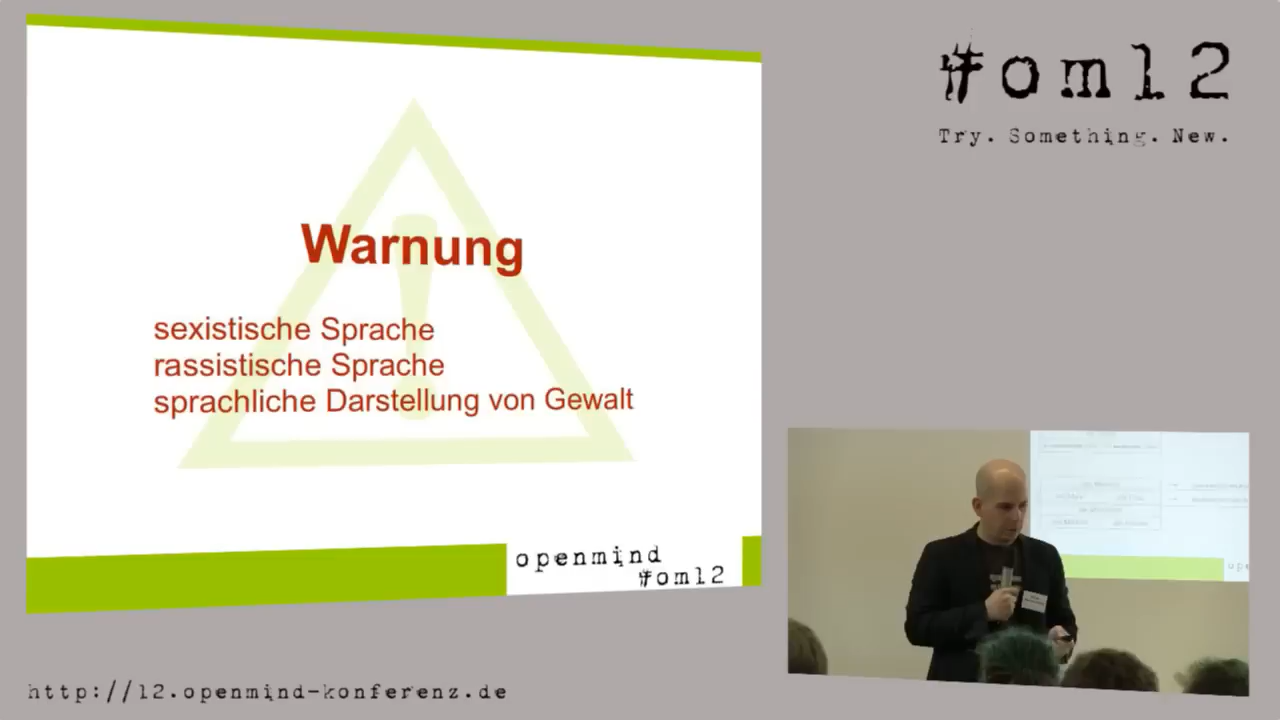 #om12
Try. Something. New.
Warnung
sexistische Sprache
rassistische Sprache
sprachliche Darstellung von Gewalt
openmind
#om12
http://12.openmind-konferenz.de